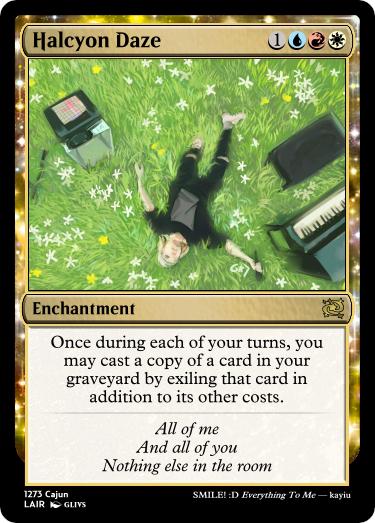 Halcyon Daze
1
Enchantment
Once during each of your turns, you
may cast a copy of a card in your
graveyard by exiling that card in
addition to its other costs.
All of me
And all of you
Nothing else in the room
1273 Cajun
LAIR GLIVS
SMILE! :D Everything To Me — kayiu